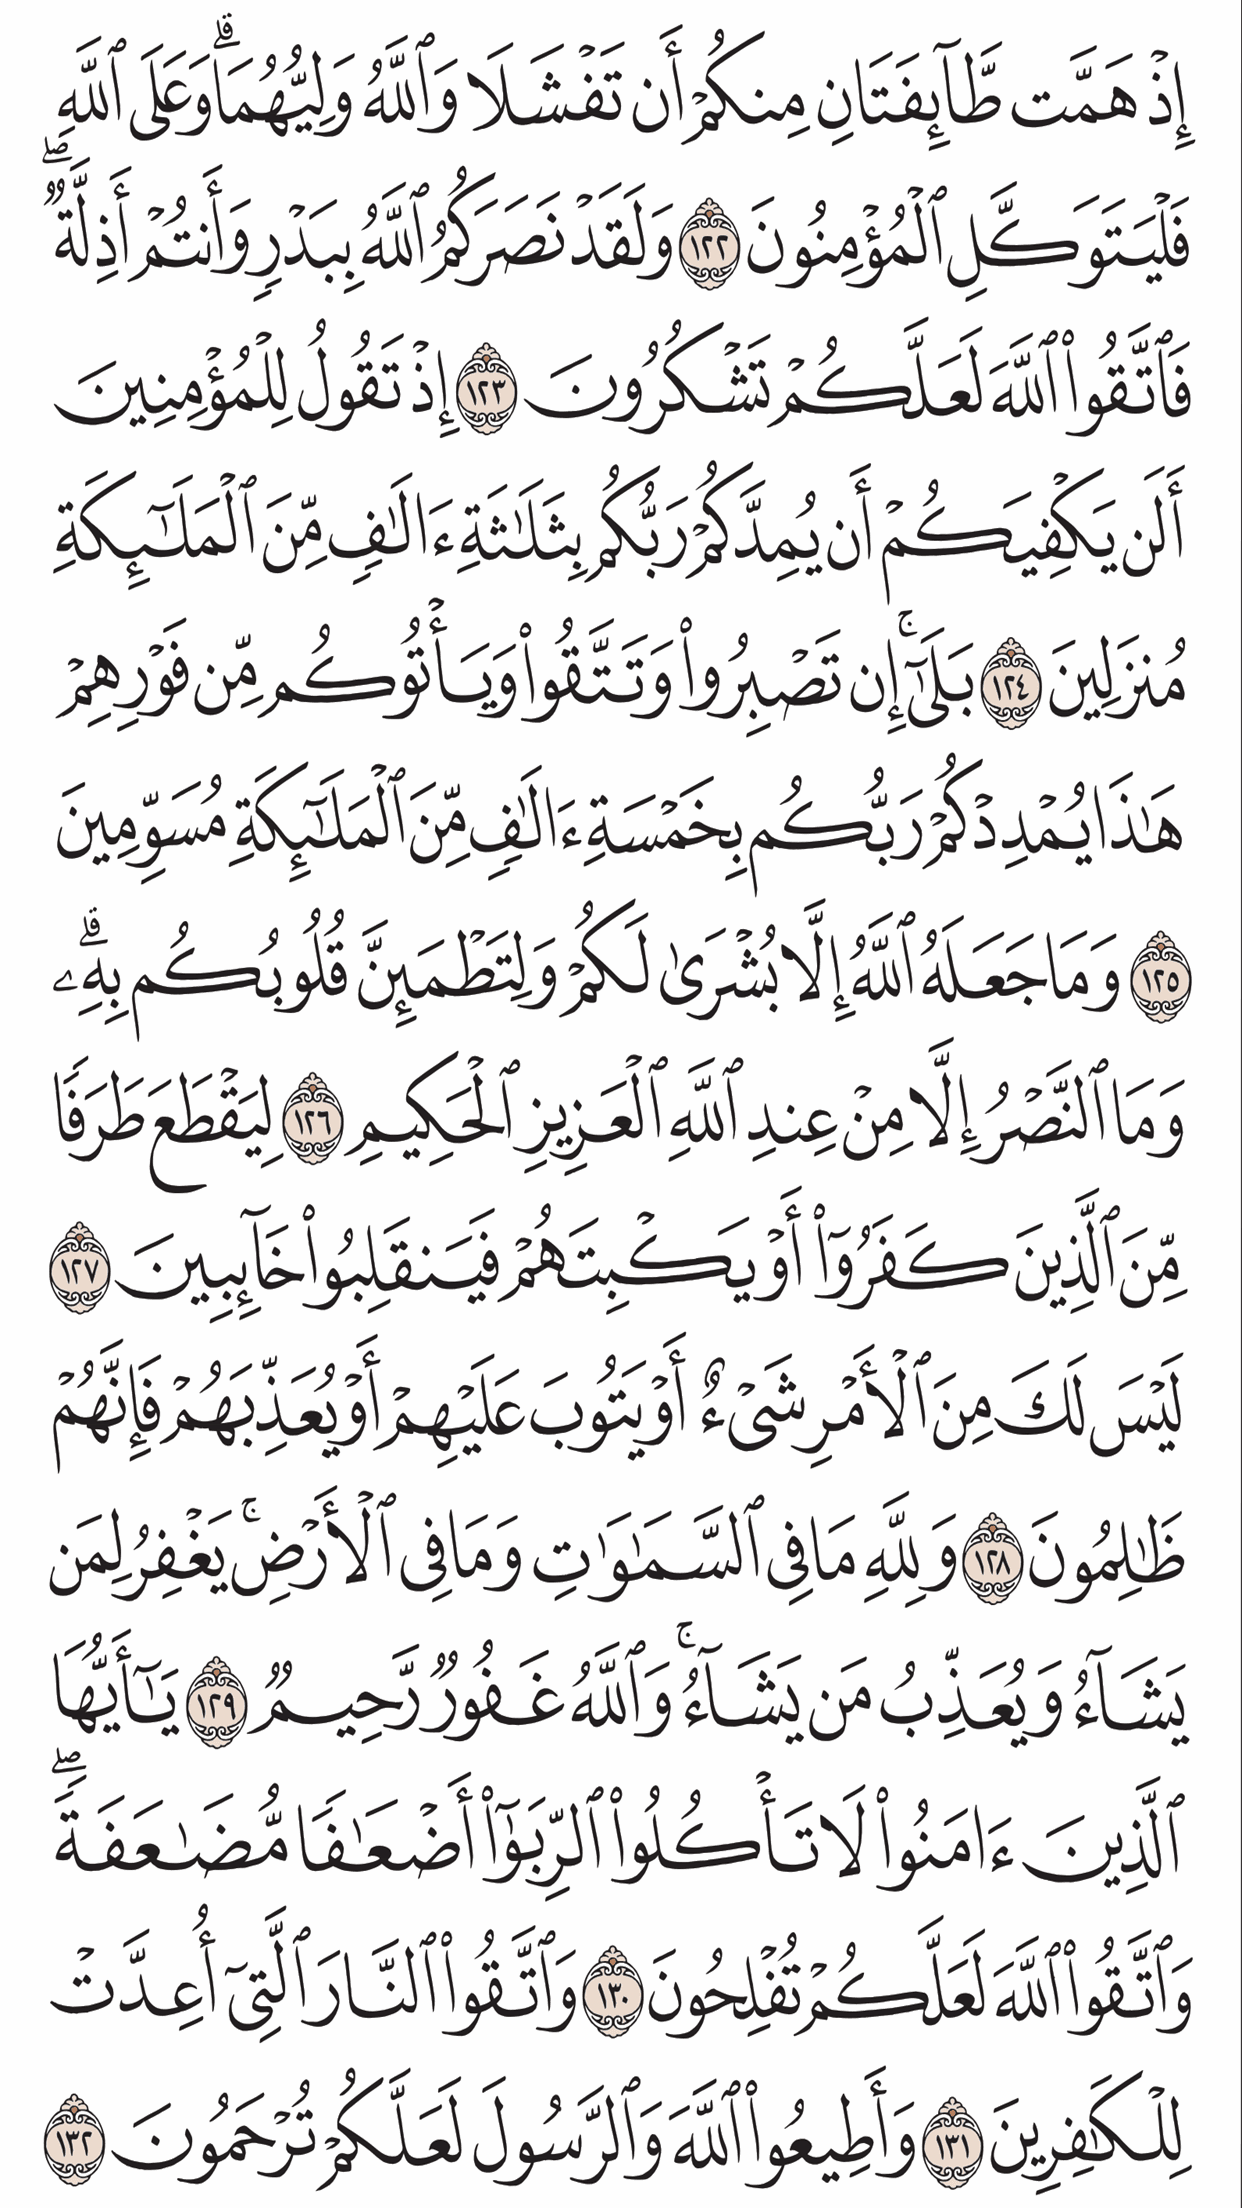 إِذۡ هَمَّت طَّآئِفَتَانِ مِنكُمۡ أَن تَفۡشَلَا وَٱللَّهُ وَلِيُّهُمَاۗ وَعَلَى ٱللَّهِ
فَلۡيَتَوَكَّلِ ٱلۡمُؤۡمِنُونَ ١٢٢ وَلَقَدۡ نَصَرَكُمُ ٱللَّهُ بِبَدۡرٖ وَأَنتُمۡ أَذِلَّةٞۖ
فَٱتَّقُواْ ٱللَّهَ لَعَلَّكُمۡ تَشۡكُرُونَ ١٢٣ إِذۡ تَقُولُ لِلۡمُؤۡمِنِينَ
أَلَن يَكۡفِيَكُمۡ أَن يُمِدَّكُمۡ رَبُّكُم بِثَلَٰثَةِ ءَالَٰفٖ مِّنَ ٱلۡمَلَٰٓئِكَةِ
مُنزَلِينَ ١٢٤ بَلَىٰٓۚ إِن تَصۡبِرُواْ وَتَتَّقُواْ وَيَأۡتُوكُم مِّن فَوۡرِهِمۡ
هَٰذَا يُمۡدِدۡكُمۡ رَبُّكُم بِخَمۡسَةِ ءَالَٰفٖ مِّنَ ٱلۡمَلَٰٓئِكَةِ مُسَوِّمِينَ
١٢٥ وَمَا جَعَلَهُ ٱللَّهُ إِلَّا بُشۡرَىٰ لَكُمۡ وَلِتَطۡمَئِنَّ قُلُوبُكُم بِهِۦۗ
وَمَا ٱلنَّصۡرُ إِلَّا مِنۡ عِندِ ٱللَّهِ ٱلۡعَزِيزِ ٱلۡحَكِيمِ ١٢٦ لِيَقۡطَعَ طَرَفٗا
مِّنَ ٱلَّذِينَ كَفَرُوٓاْ أَوۡ يَكۡبِتَهُمۡ فَيَنقَلِبُواْ خَآئِبِينَ ١٢٧
لَيۡسَ لَكَ مِنَ ٱلۡأَمۡرِ شَيۡءٌ أَوۡ يَتُوبَ عَلَيۡهِمۡ أَوۡ يُعَذِّبَهُمۡ فَإِنَّهُمۡ
ظَٰلِمُونَ ١٢٨ وَلِلَّهِ مَا فِي ٱلسَّمَٰوَٰتِ وَمَا فِي ٱلۡأَرۡضِۚ يَغۡفِرُ لِمَن
يَشَآءُ وَيُعَذِّبُ مَن يَشَآءُۚ وَٱللَّهُ غَفُورٞ رَّحِيمٞ ١٢٩ يَٰٓأَيُّهَا
ٱلَّذِينَ ءَامَنُواْ لَا تَأۡكُلُواْ ٱلرِّبَوٰٓاْ أَضۡعَٰفٗا مُّضَٰعَفَةٗۖ
وَٱتَّقُواْ ٱللَّهَ لَعَلَّكُمۡ تُفۡلِحُونَ ١٣٠ وَٱتَّقُواْ ٱلنَّارَ ٱلَّتِيٓ أُعِدَّتۡ
لِلۡكَٰفِرِينَ ١٣١ وَأَطِيعُواْ ٱللَّهَ وَٱلرَّسُولَ لَعَلَّكُمۡ تُرۡحَمُونَ ١٣٢